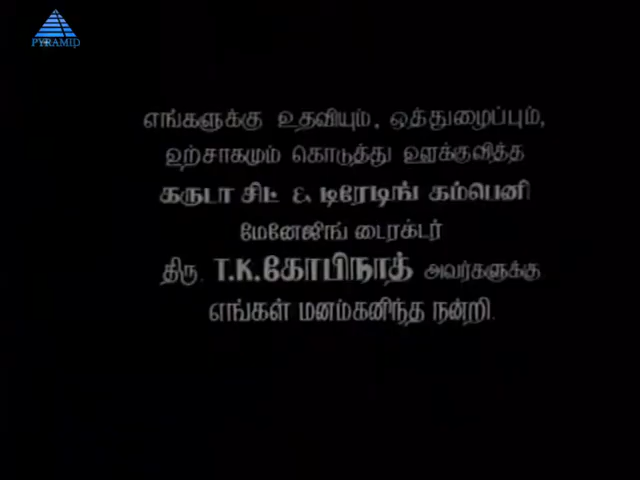 PYRAMID
எங்களுக்கு உதவியும், ஒத்துழைப்பும்,
உற்சாகமும் கொடுத்து ஊக்குவித்த
கருடா சிட் & டிரேடிங் கம்பெனி
மேனேஜிங் டைரக்டர்
திரு. T.K.கோபிநாத் அவர்களுக்கு
எங்கள் மனம்கனிந்த நன்றி.